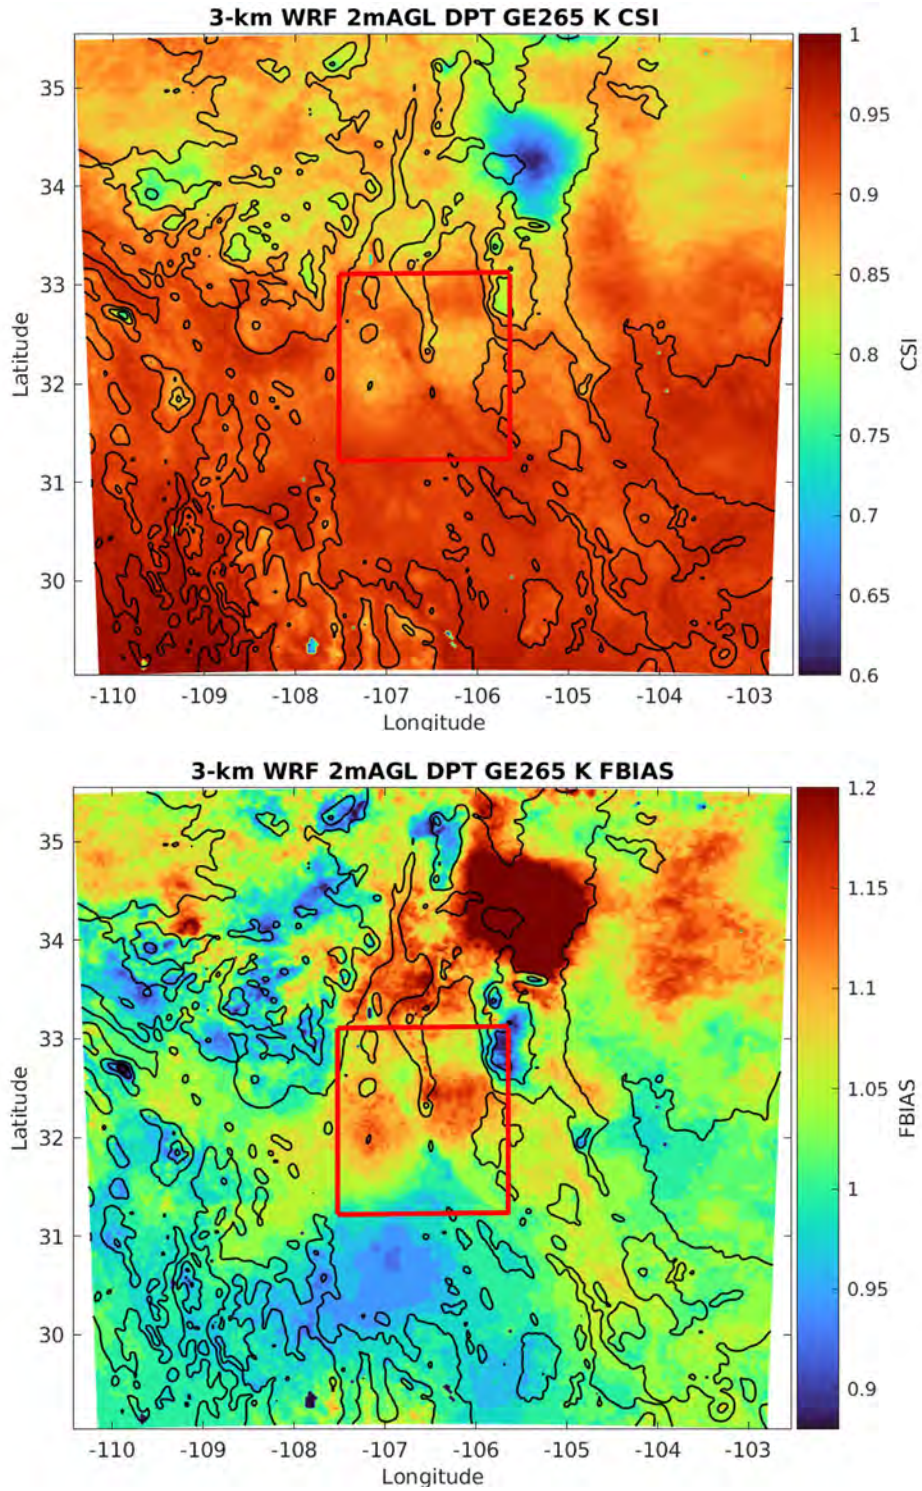 3-km WRF 2mAGL DPT GE265 K CSI
35
34
33
32
31
30
Latitude
-110 -109 -108 -107 -106 -105 -104 -103
Longitude
1
0.95
0.9
0.85
0.8
0.75
0.7
0.65
0.6
CSI
3-km WRF 2mAGL DPT GE265 K FBIAS
35
34
33
32
31
30
Latitude
-110 -109 -108 -107 -106 -105 -104 -103
Longitude
1.2
1.15
1.1
1.05
1
0.95
0.9
FBIAS